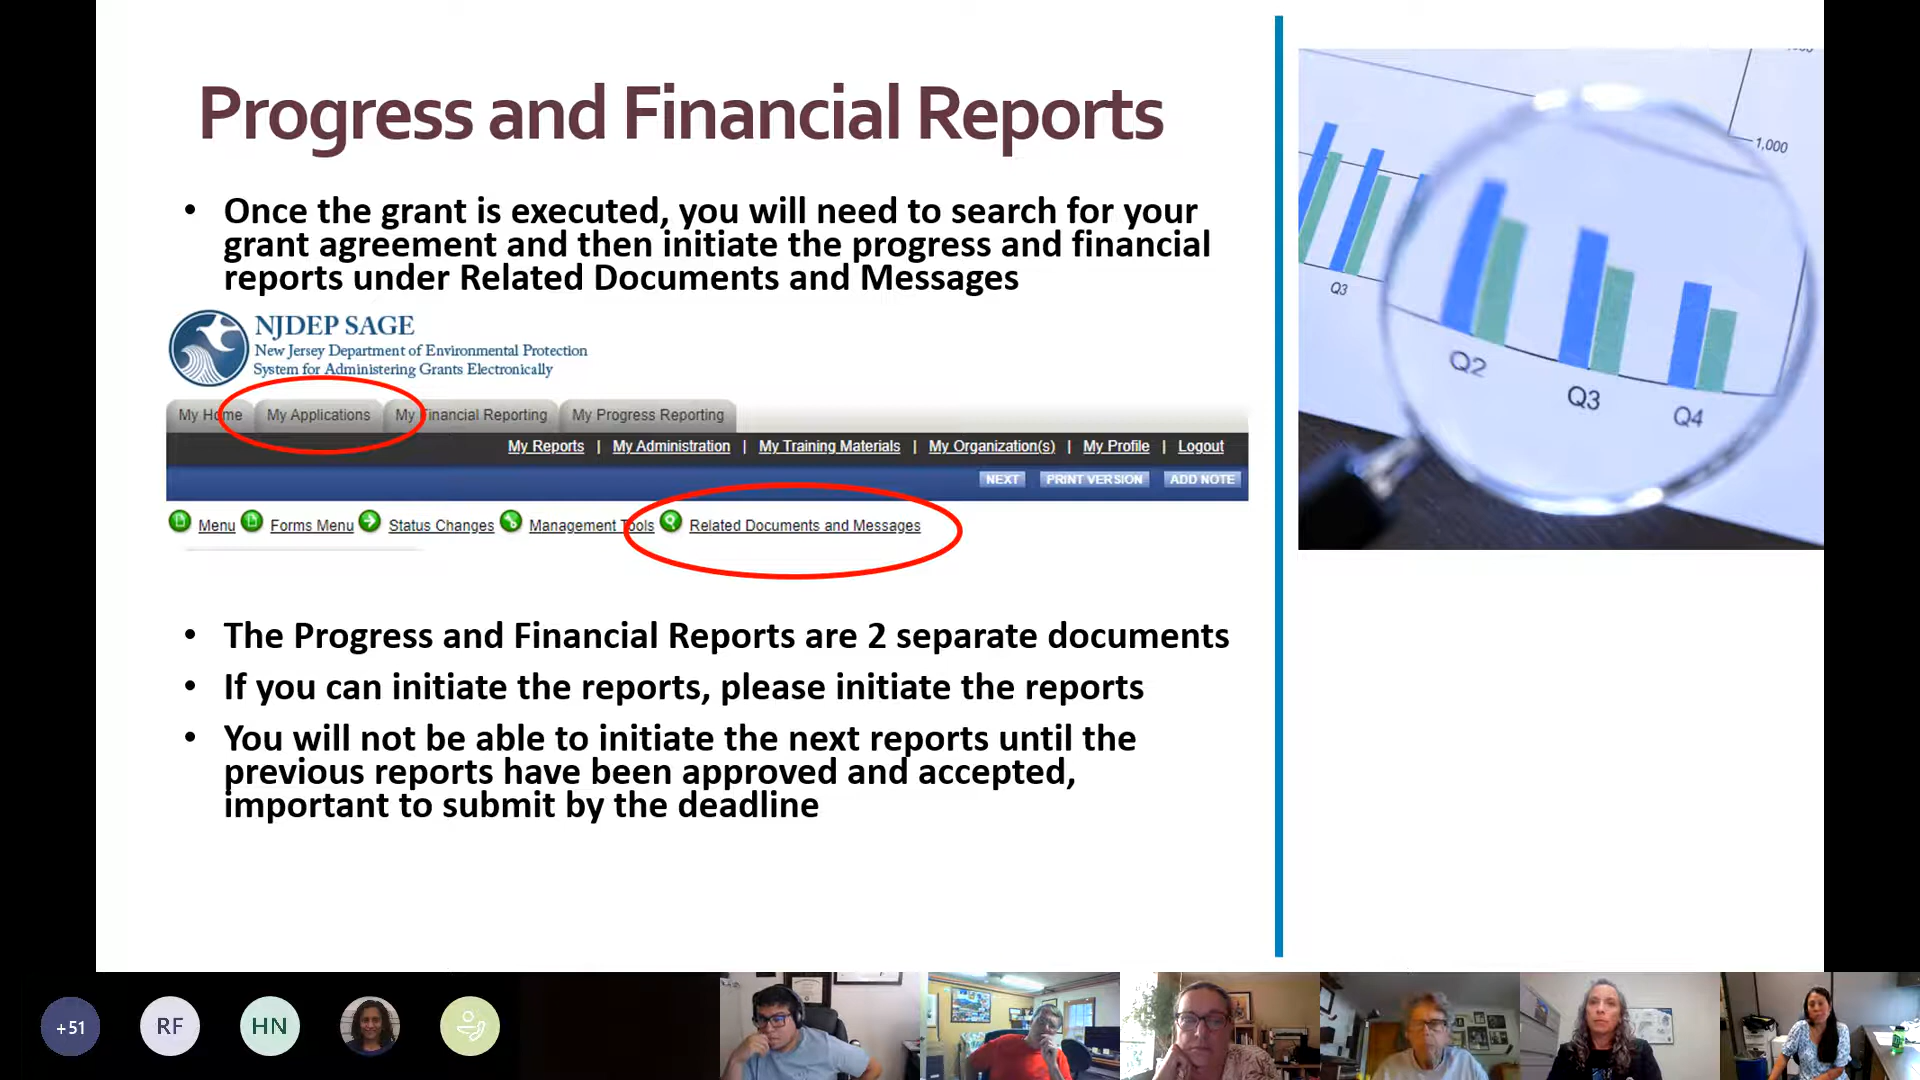 Progress and Financial Reports
• Once the grant is executed, you will need to search for your
grant agreement and then initiate the progress and financial
reports under Related Documents and Messages
NJDEP SAGE
New Jersey Department of Environmental Protection
System for Administering Grants Electronically
My Home My Applications My Financial Reporting My Progress Reporting
My Reports | My Administration | My Training Materials | My Organization(s) | My Profile | Logout
NEXT PRINT VERSION ADD NOTE
Menu Forms Menu Status Changes Management Tools Related Documents and Messages
• The Progress and Financial Reports are 2 separate documents
• If you can initiate the reports, please initiate the reports
• You will not be able to initiate the next reports until the
previous reports have been approved and accepted,
important to submit by the deadline
1,000
Q3
Q2
Q3
Q4
+51 RF HN